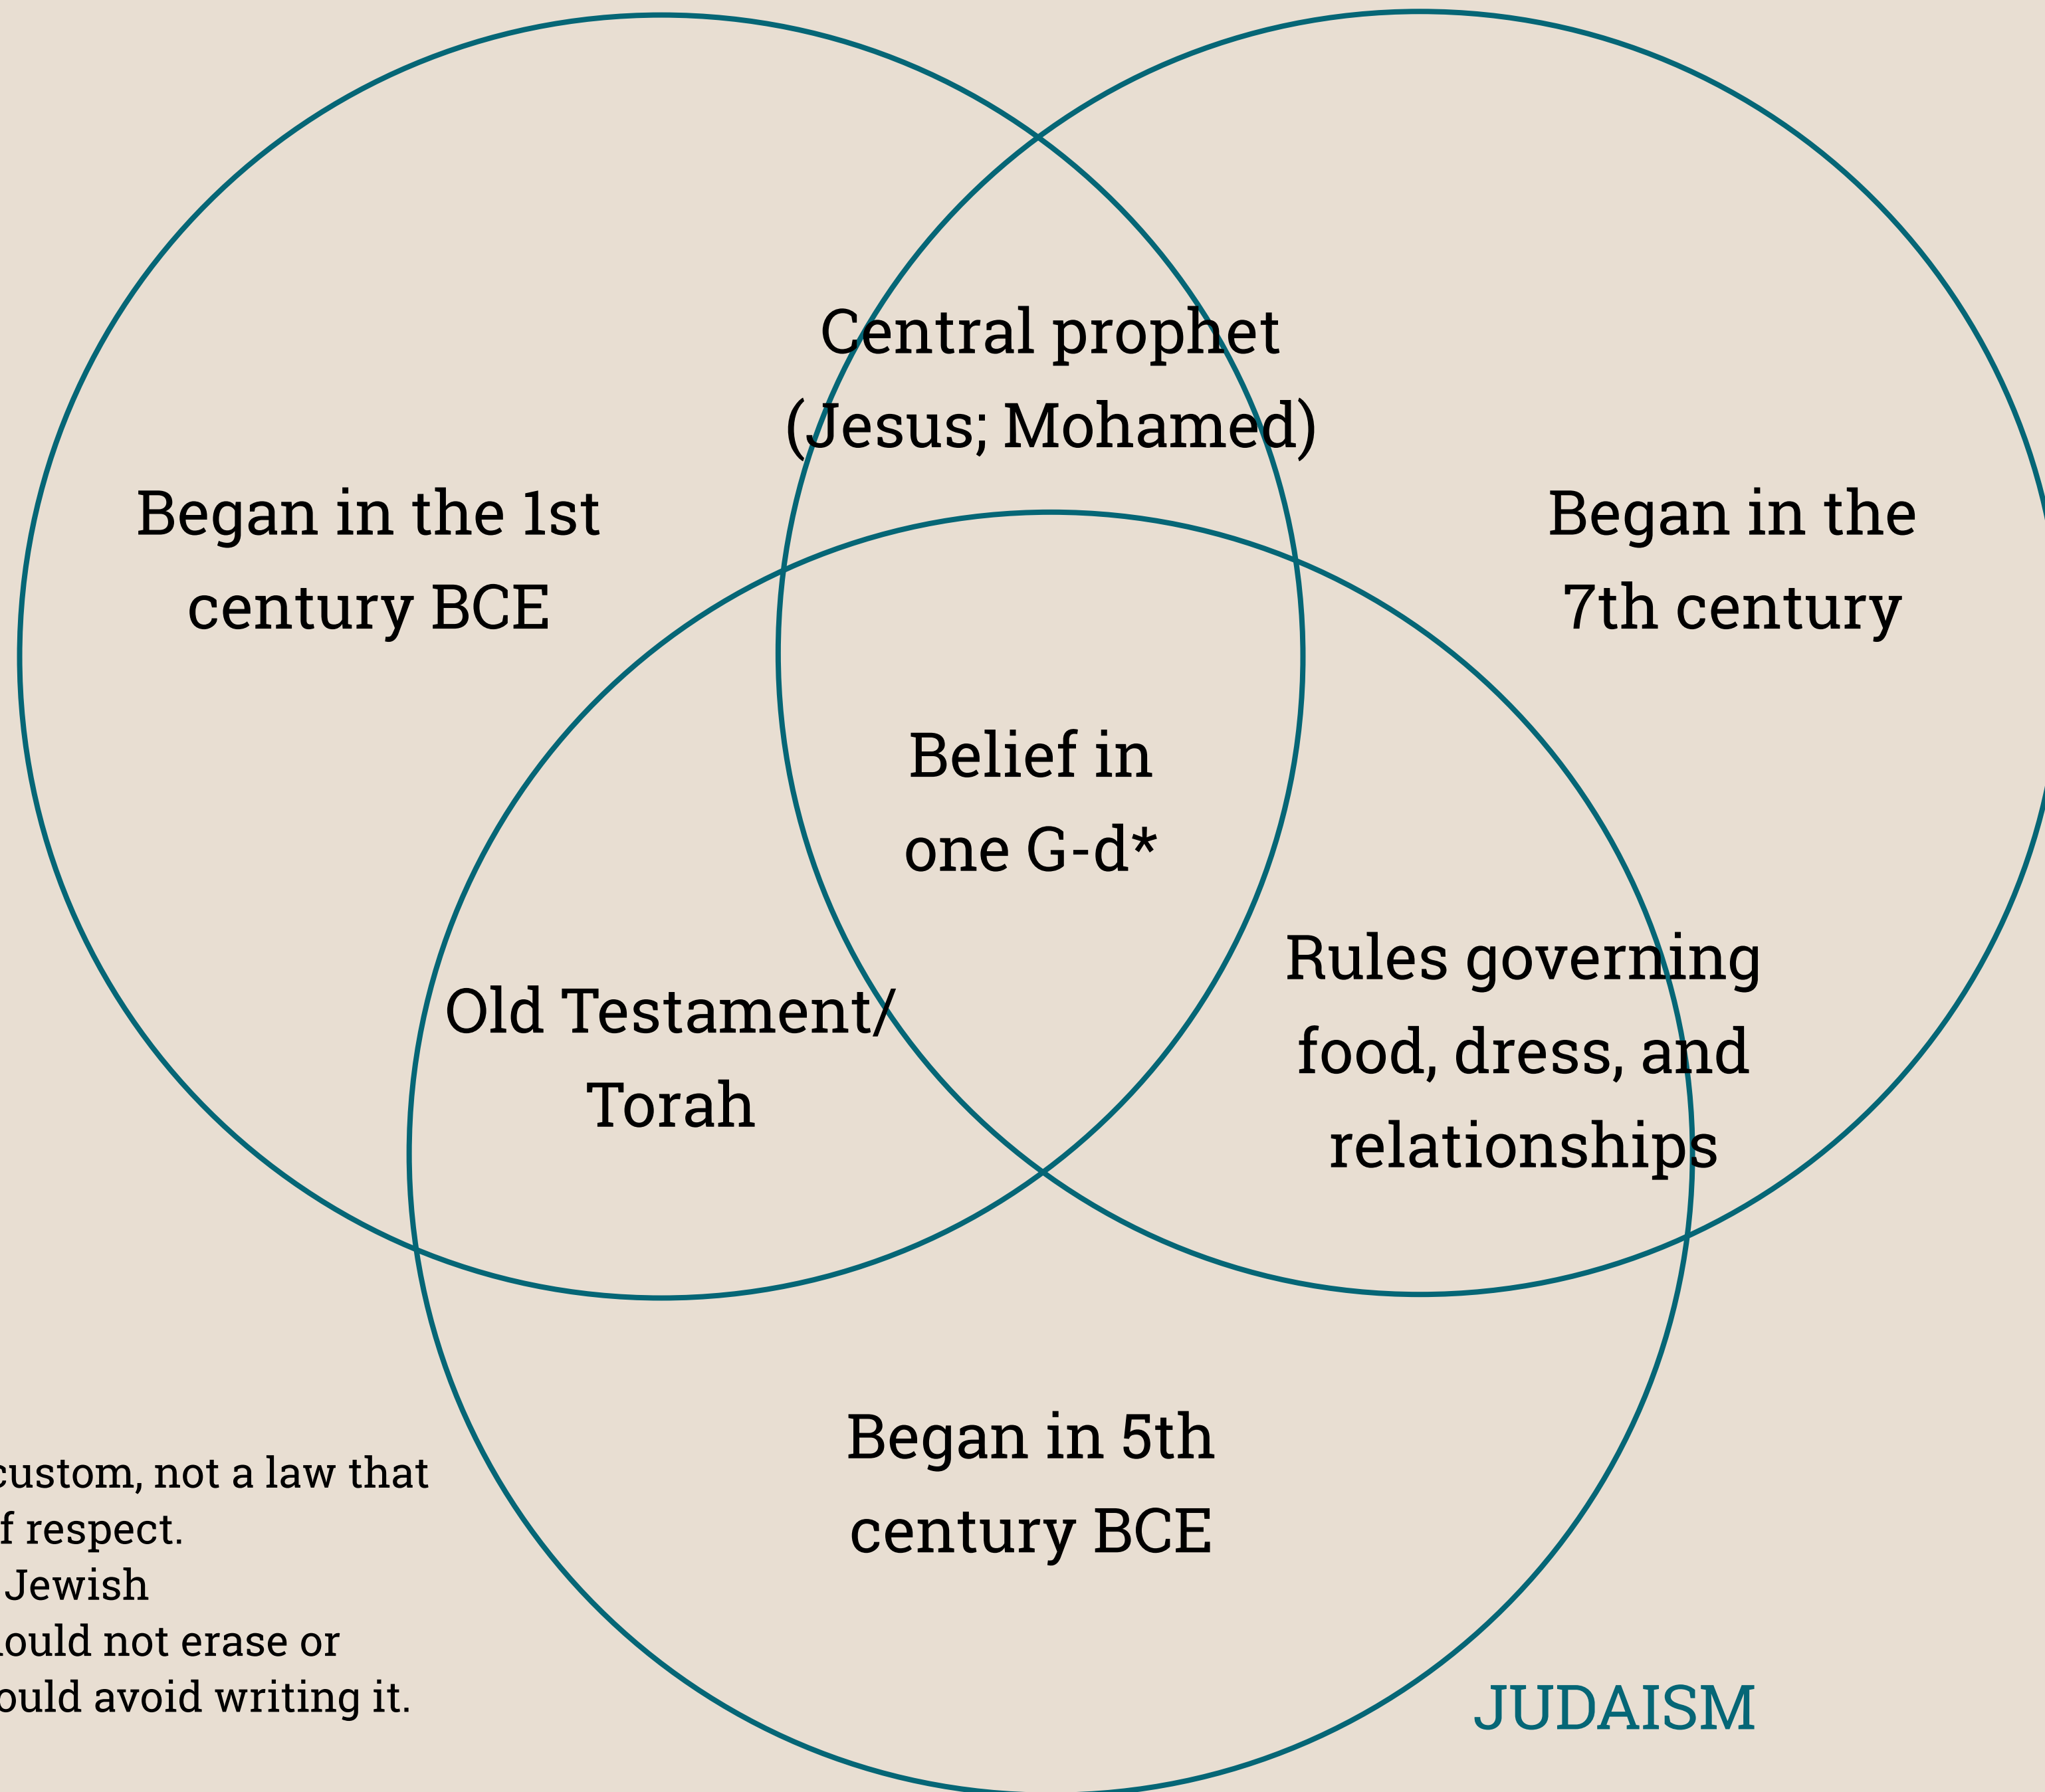 Central prophet
(Jesus; Mohamed)
Began in the 1st
century BCE
Began in the
7th century
Belief in
one G-d*
Old Testament/
Torah
Rules governing
food, dress, and
relationships
Began in 5th
century BCE
custom, not a law that
respect.
Jewish
not erase or
avoid writing it.
JUDAISM